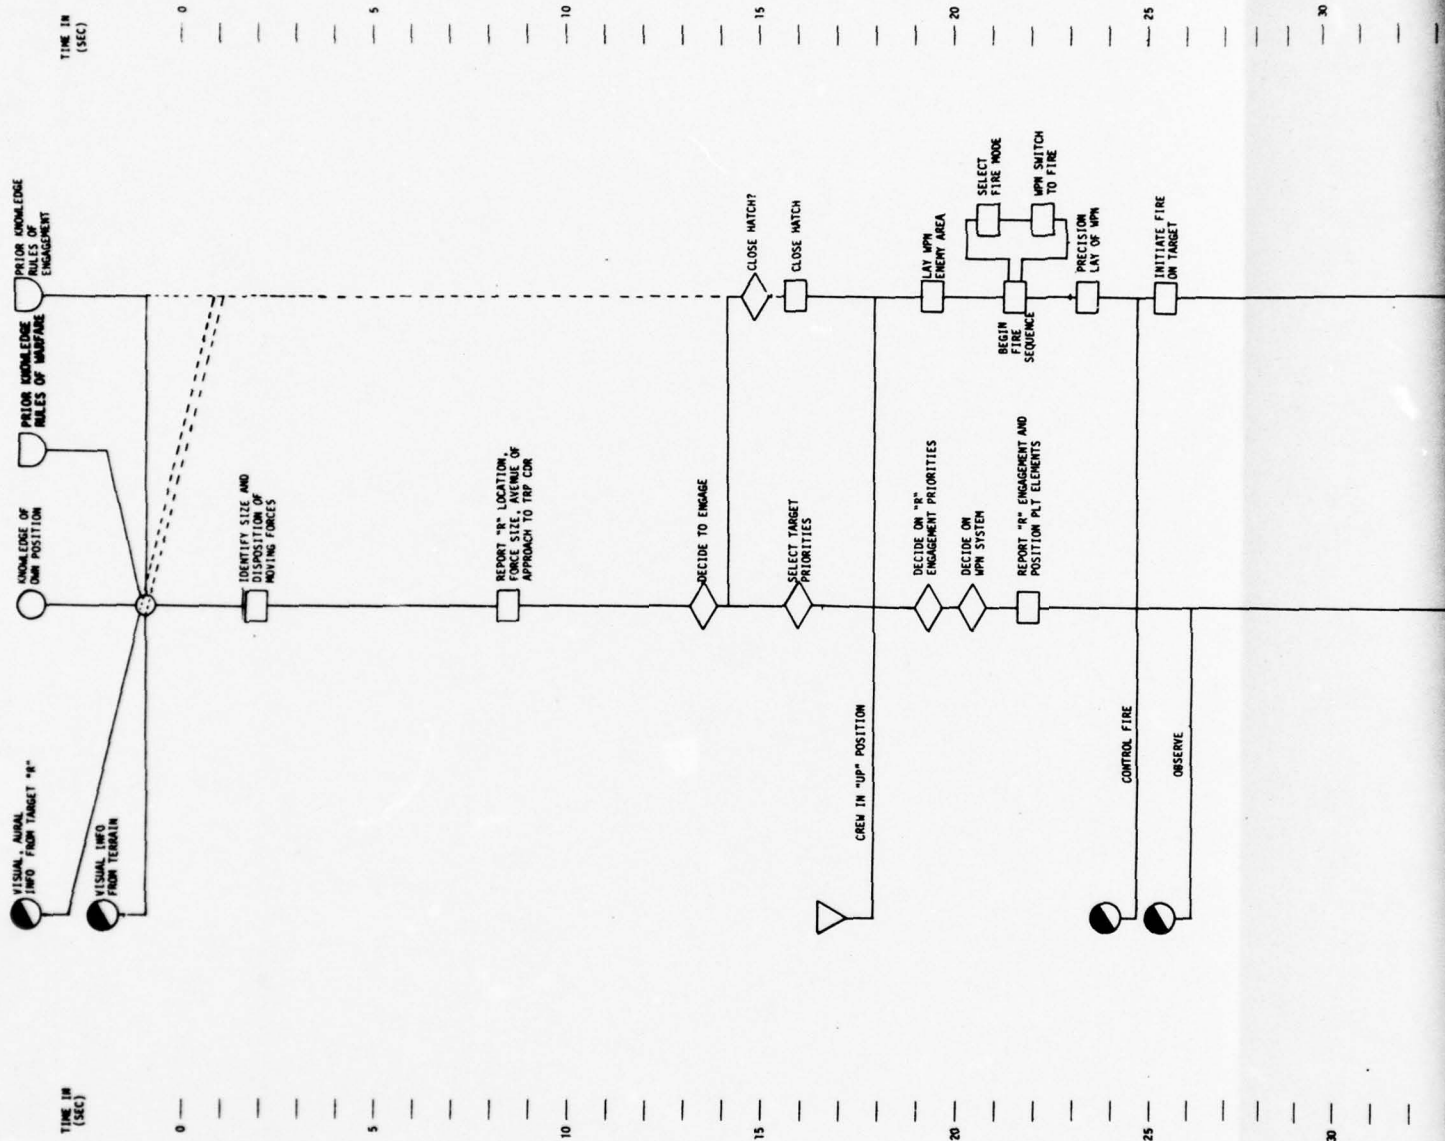 TIME IN
(SEC)
0
5
10
15
20
25
30
PRIOR KNOWLEDGE
RULES OF
ENGAGEMENT
PRIOR KNOWLEDGE
RULES OF WARFARE
KNOWLEDGE OF
OWN POSITION
VISUAL, AURAL
INFO FROM TARGET "R"
VISUAL INFO
FROM TERRAIN
IDENTIFY SIZE AND
DISPOSITION OF
MOVING FORCES
REPORT "R" LOCATION,
FORCE SIZE, AVENUE OF
APPROACH TO TRP CDR
DECIDE TO ENGAGE
CLOSE HATCH?
SELECT TARGET
PRIORITIES
CLOSE HATCH
CREW IN "UP" POSITION
DECIDE ON "R"
ENGAGEMENT PRIORITIES
LAY WPN
ENEMY AREA
DECIDE ON
WPN SYSTEM
SELECT
FIRE MODE
BEGIN
FIRE
SEQUENCE
WPN SWITCH
TO FIRE
REPORT "R" ENGAGEMENT AND
POSITION PLT ELEMENTS
PRECISION
LAY OF WPN
CONTROL FIRE
INITIATE FIRE
ON TARGET
OBSERVE
TIME IN
(SEC)
0
5
10
15
20
25
30